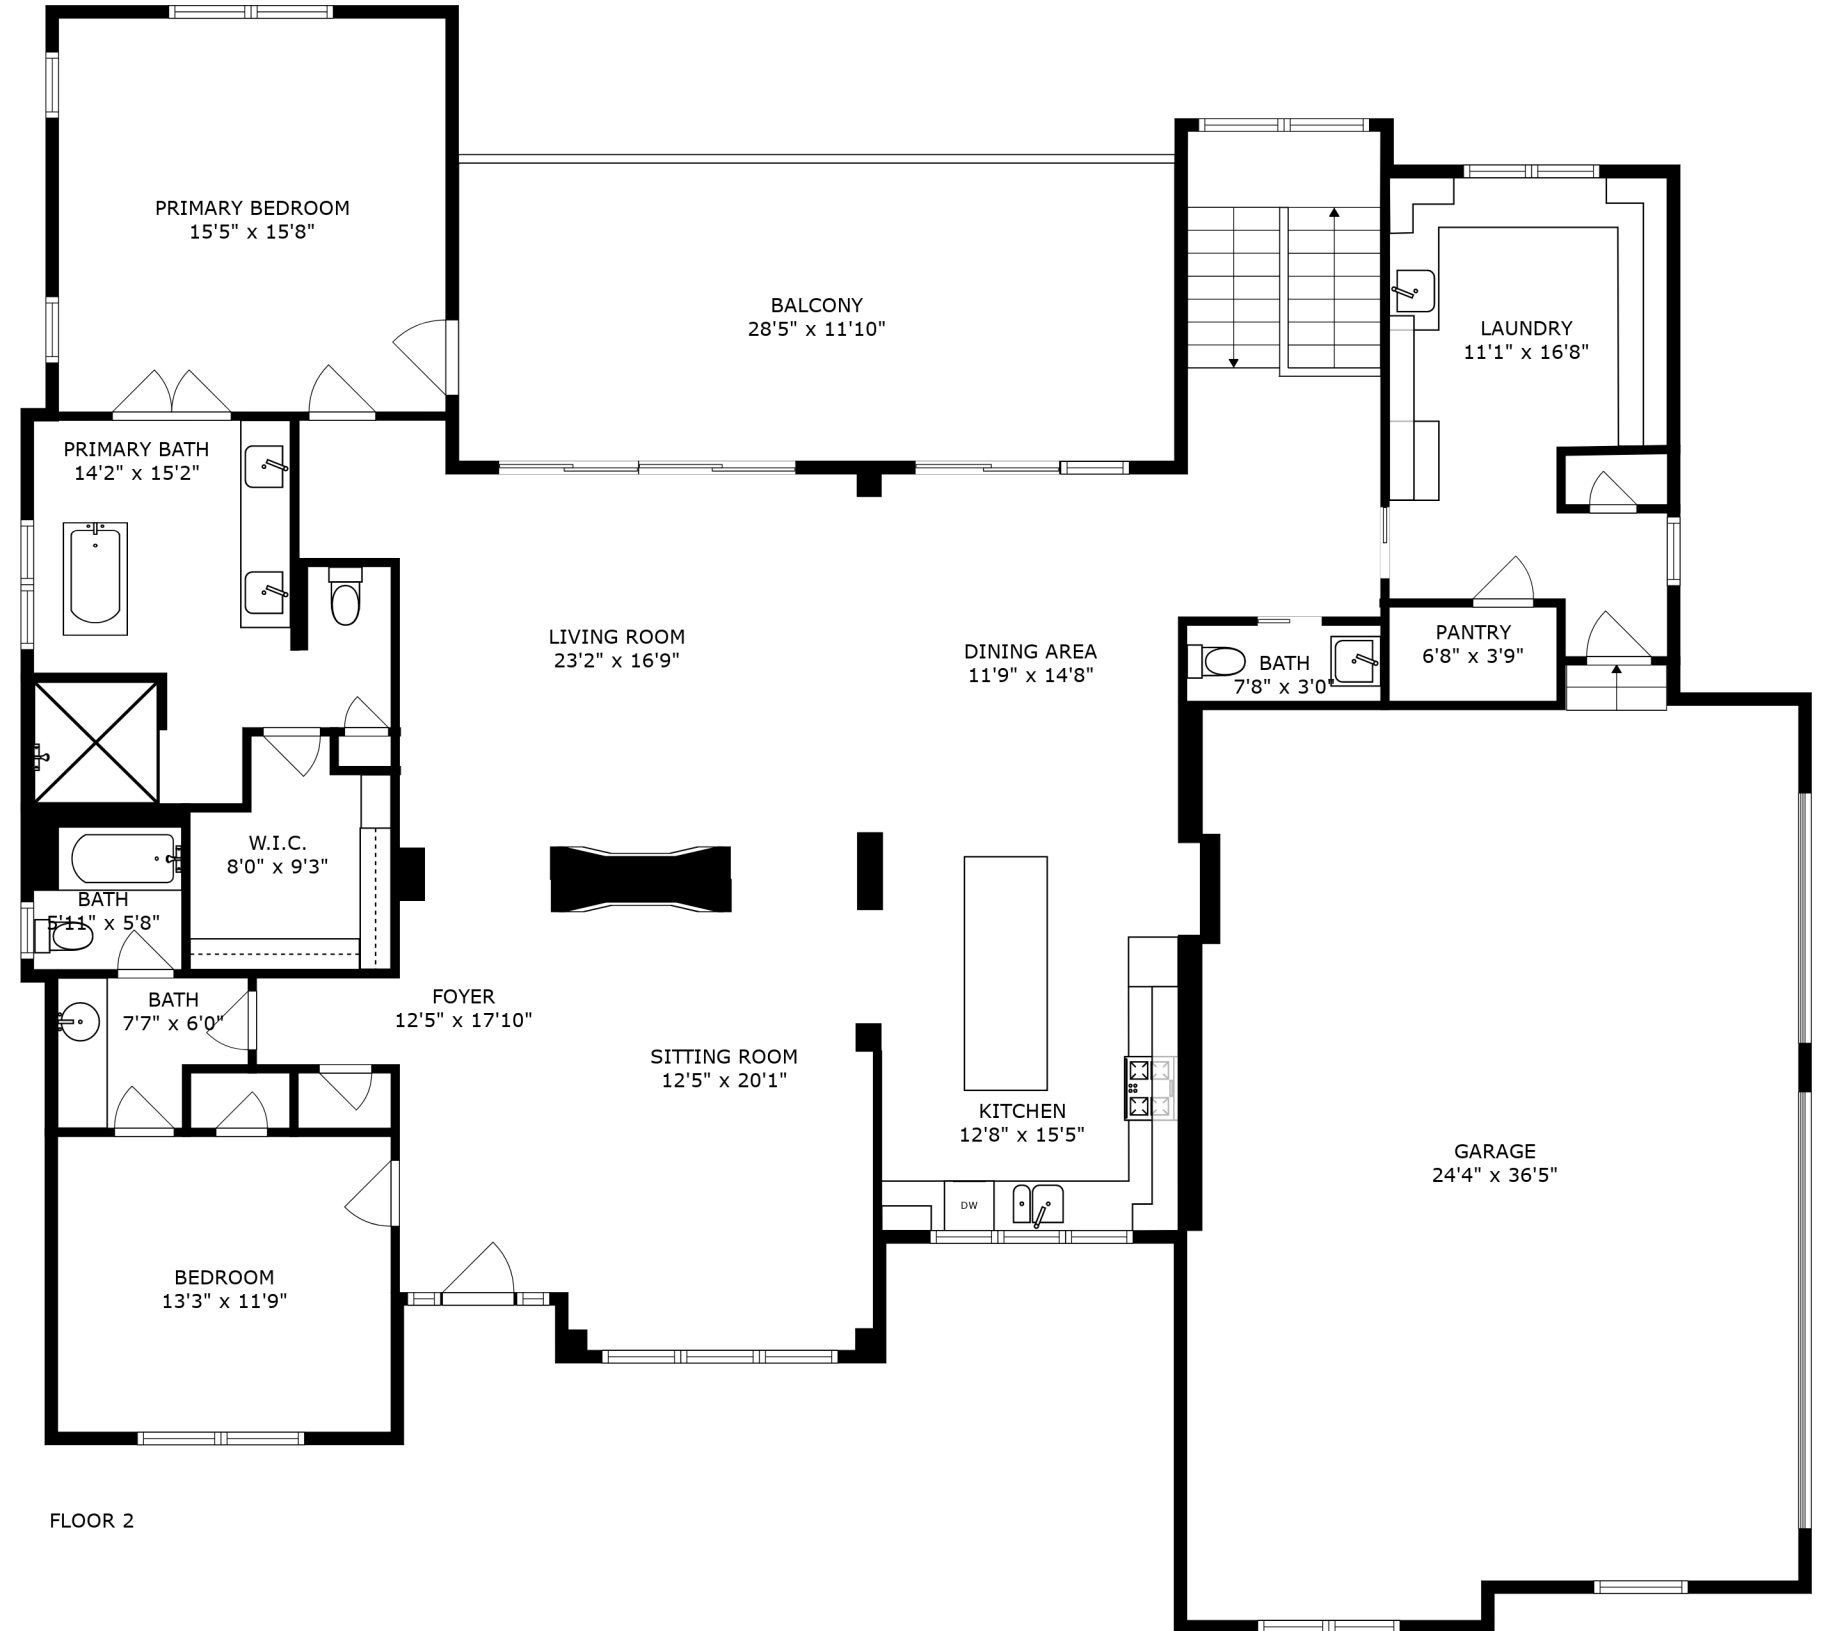 PRIMARY BEDROOM
15'5" x 15'8"
BALCONY
28'5" x 11'10"
LAUNDRY
11'1" x 16'8"
PRIMARY BATH
14'2" x 15'2"
LIVING ROOM
23'2" x 16'9"
DINING AREA
11'9" x 14'8"
BATH
7'8" x 3'0"
PANTRY
6'8" x 3'9"
W.I.C.
8'0" x 9'3"
BATH
5'11" x 5'8"
BATH
7'7" x 6'0"
FOYER
12'5" x 17'10"
SITTING ROOM
12'5" x 20'1"
KITCHEN
12'8" x 15'5"
DW
GARAGE
24'4" x 36'5"
BEDROOM
13'3" x 11'9"
FLOOR 2